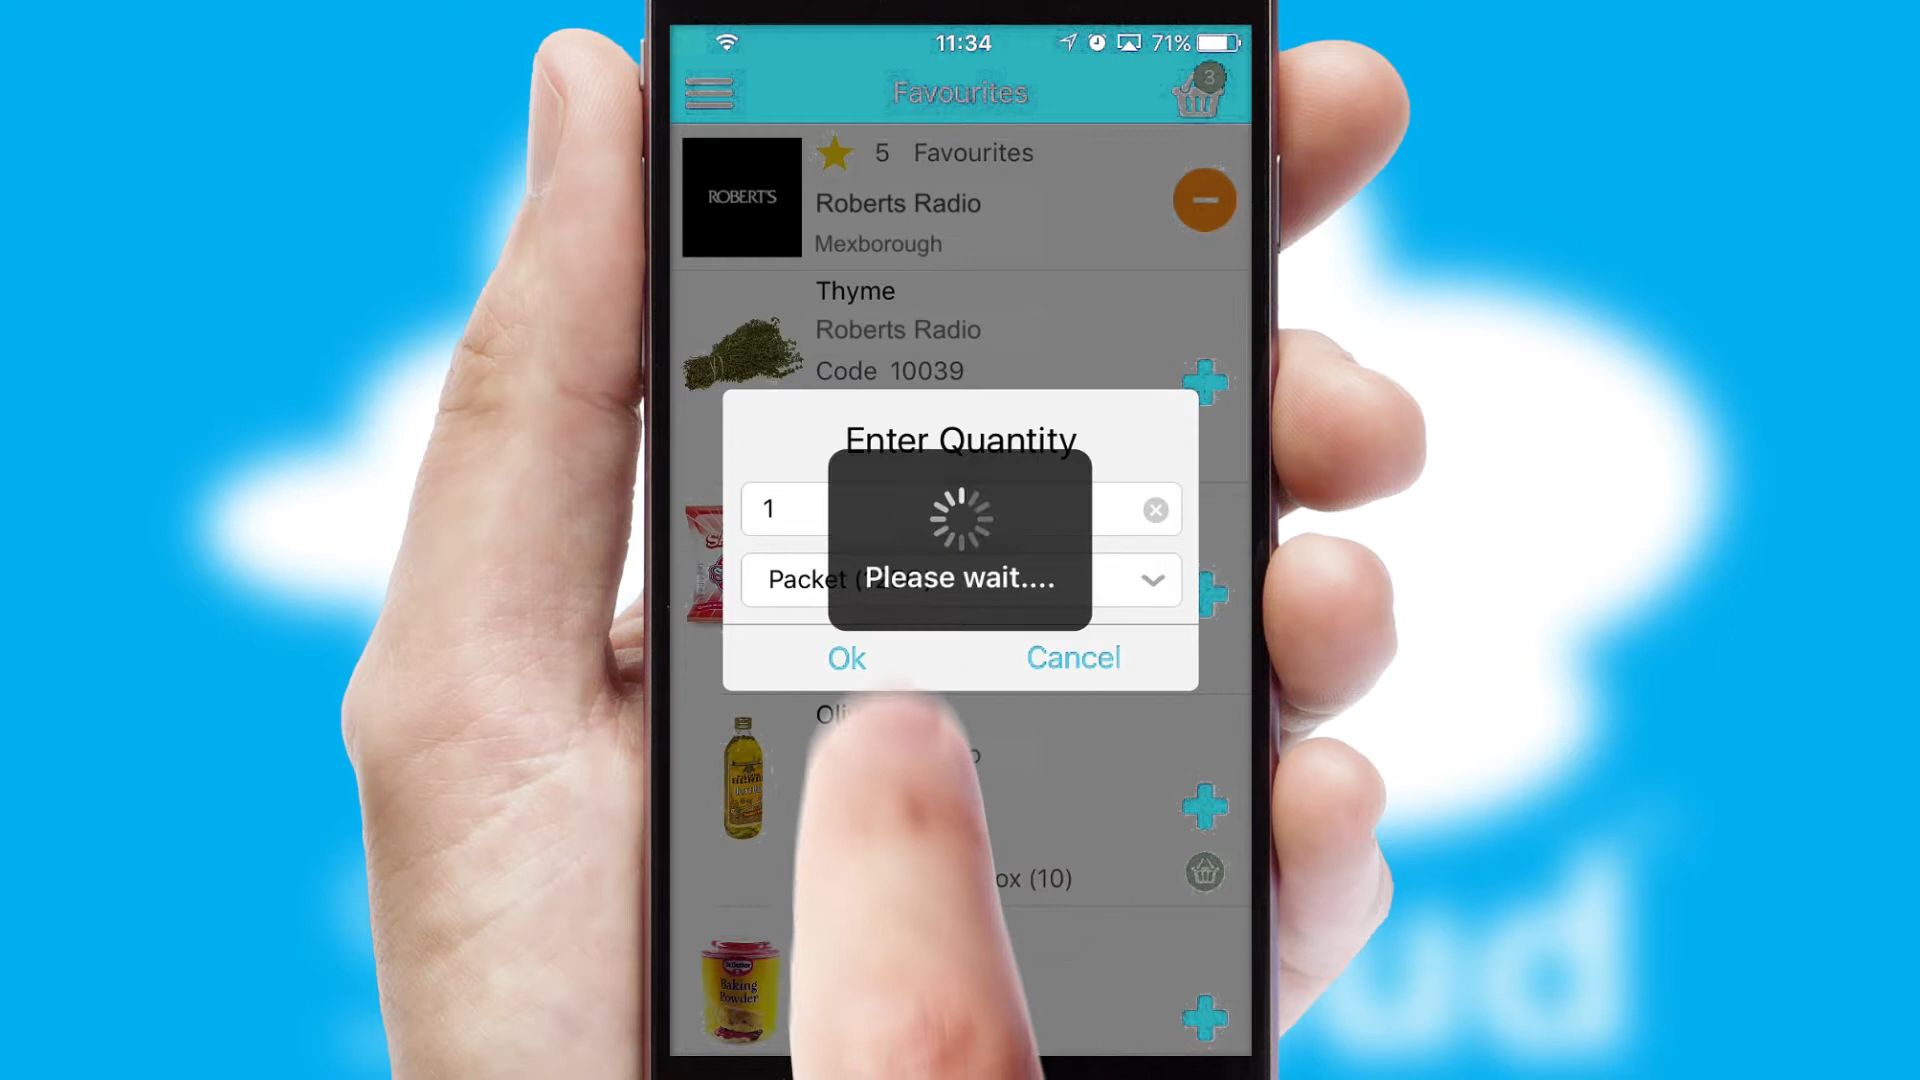 11:34
71%
Favourites
3
ROBERTS
5 Favourites
Roberts Radio
Mexborough
Thyme
Roberts Radio
Code 10039
Enter Quantity
1
Packet
Please wait....
Ok
Cancel
ox (10)
Baking
Powder
ud